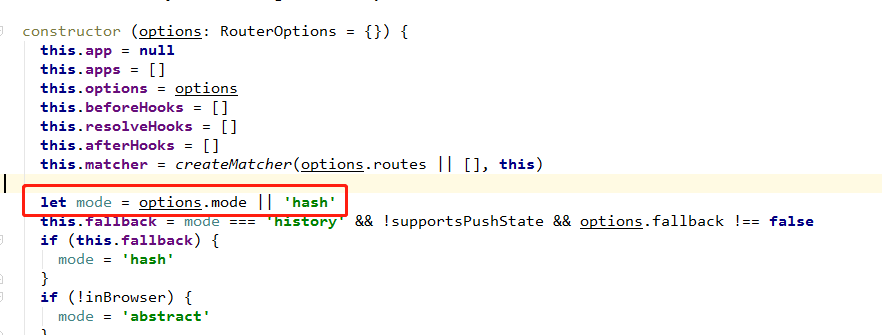 constructor (options: RouterOptions = {}) {
this.app = null
this.apps = []
this.options = options
this.beforeHooks = []
this.resolveHooks = []
this.afterHooks = []
this.matcher = createMatcher(options.routes || [], this)
let mode = options.mode || 'hash'
this.fallback = mode === 'history' && !supportsPushState && options.fallback !== false
if (this.fallback) {
mode = 'hash'
}
if (!inBrowser) {
mode = 'abstract'
}